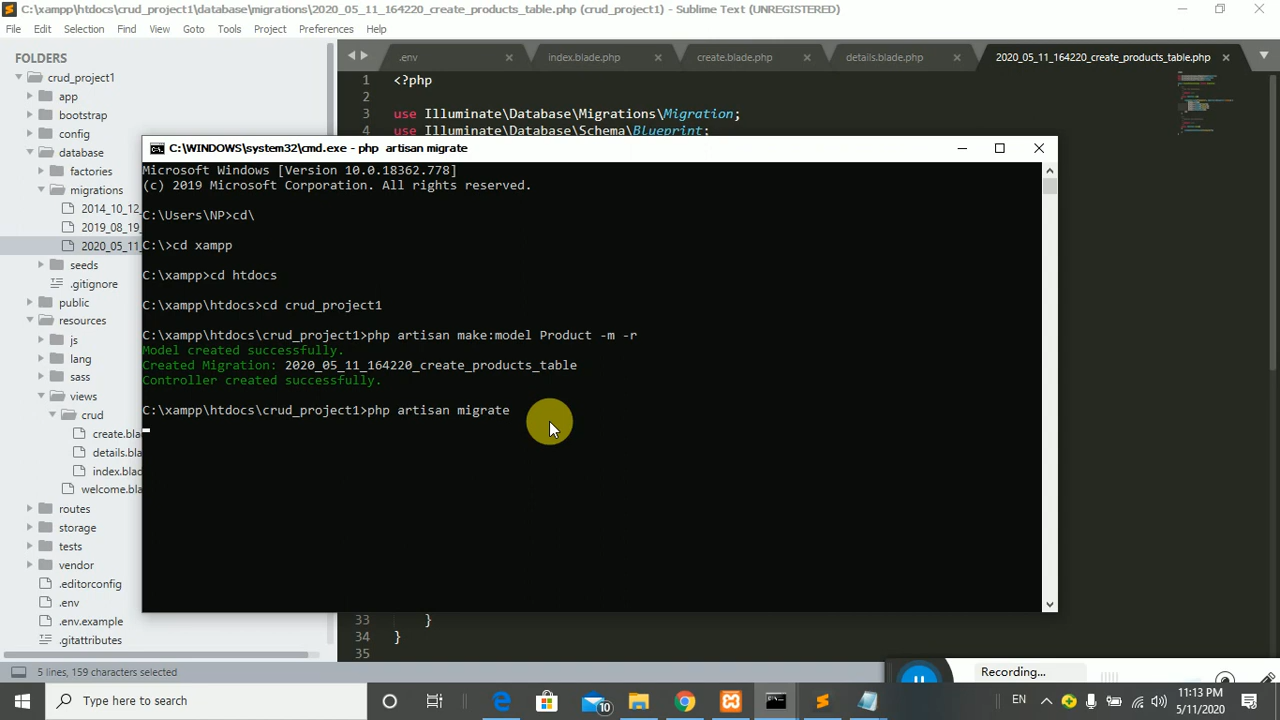 C:\xampp\htdocs\crud_project1\database\migrations\2020_05_11_164220_create_products_table.php (crud_project1) - Sublime Text (UNREGISTERED)
File Edit Selection Find View Goto Tools Project Preferences Help
FOLDERS
crud_project1
app
bootstrap
config
database
factories
migrations
2014_10_12_
2019_08_19_
2020_05_11_
seeds
.gitignore
public
resources
js
lang
sass
views
crud
create.bla
details.bla
index.blad
welcome.bla
routes
storage
tests
vendor
.editorconfig
.env
.env.example
.gitattributes
.env
index.blade.php
create.blade.php
details.blade.php
2020_05_11_164220_create_products_table.php
1 <?php
2
3 use Illuminate\Database\Migrations\Migration;
4 use Illuminate\Database\Schema\Blueprint;
C:\WINDOWS\system32\cmd.exe - php artisan migrate
Microsoft Windows [Version 10.0.18362.778]
(c) 2019 Microsoft Corporation. All rights reserved.
C:\Users\NP>cd\
C:\>cd xampp
C:\xampp>cd htdocs
C:\xampp\htdocs>cd crud_project1
C:\xampp\htdocs\crud_project1>php artisan make:model Product -m -r
Model created successfully.
Created Migration: 2020_05_11_164220_create_products_table
Controller created successfully.
C:\xampp\htdocs\crud_project1>php artisan migrate
33 }
34 }
35
5 lines, 159 characters selected
Recording...
Type here to search
10
EN
11:13 PM
5/11/2020